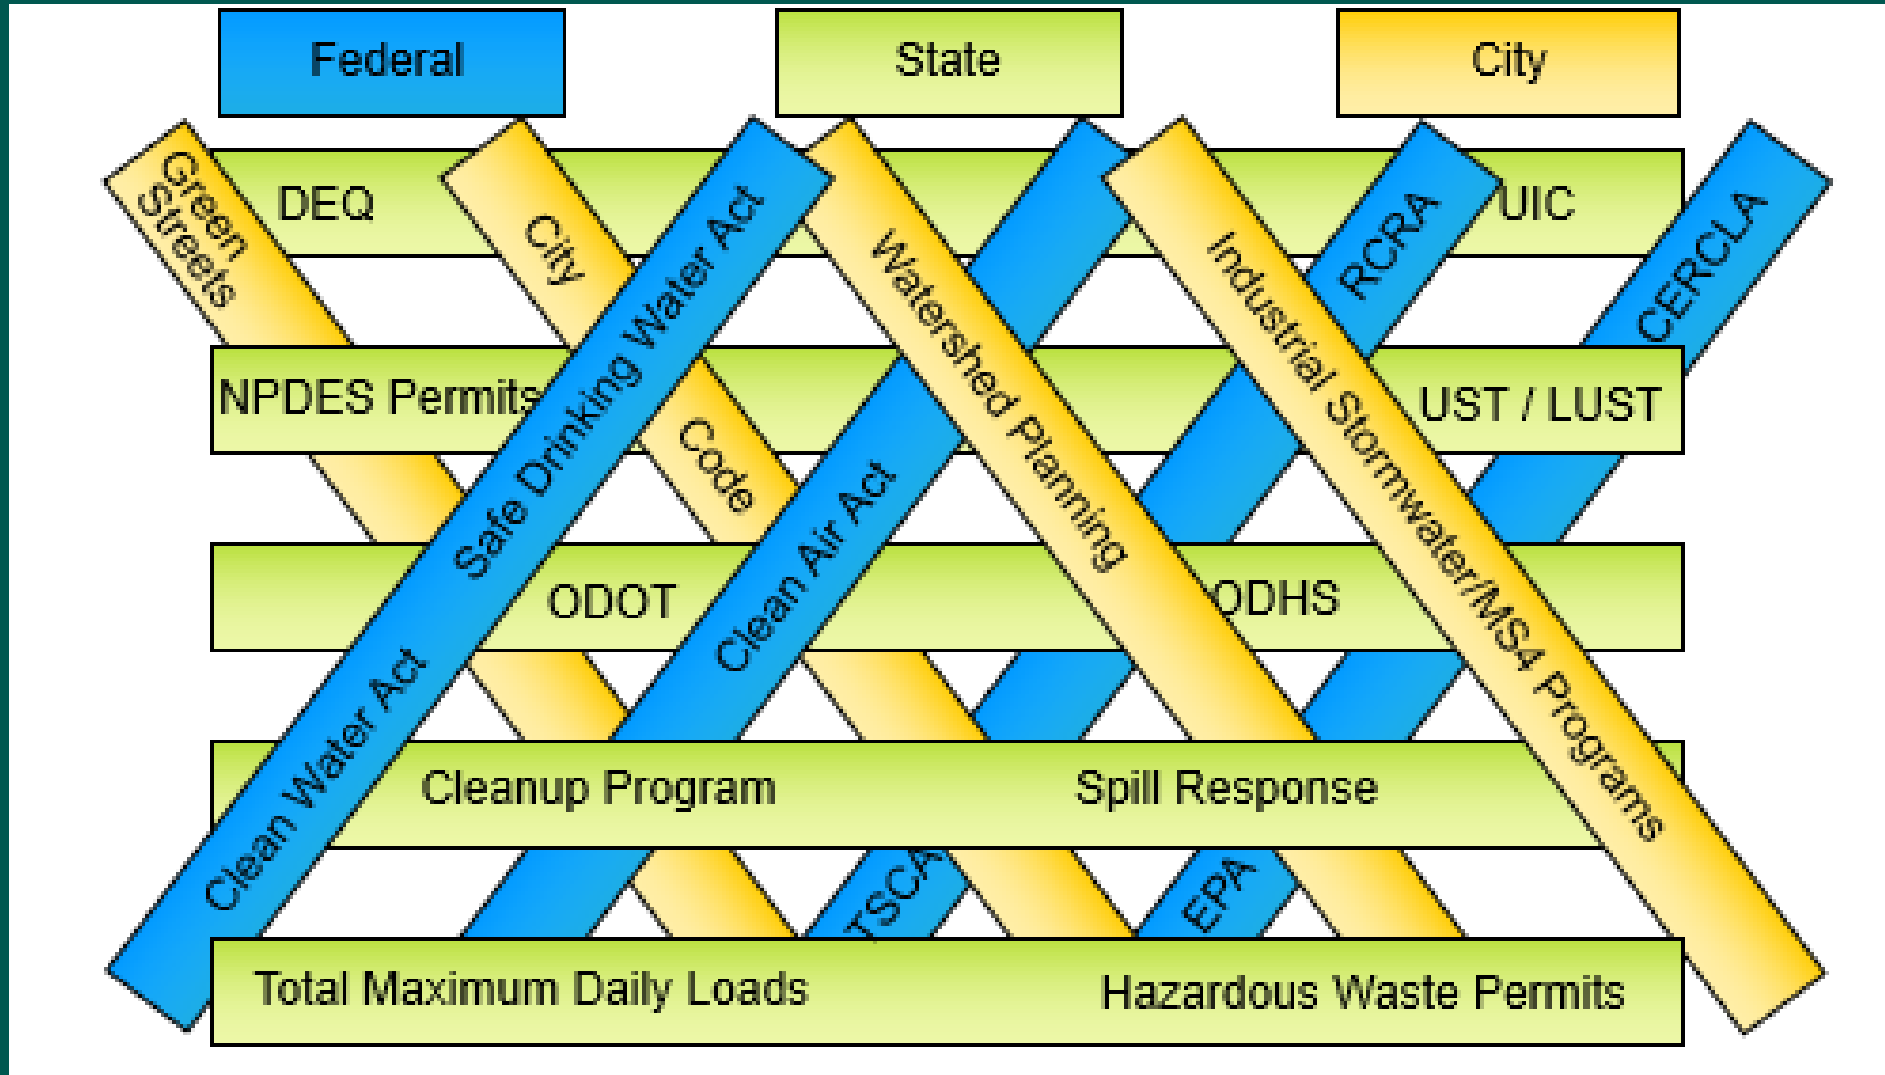 Federal
State
City
Green
Streets
DEQ
City
UIC
RCRA
CERCLA
NPDES Permits
Safe Drinking Water Act
Watershed Planning
Industrial Stormwater/MS4 Programs
UST / LUST
Code
Clean Air Act
ODOT
ODHS
Clean Water Act
Cleanup Program
Spill Response
TSCA
EPA
Total Maximum Daily Loads
Hazardous Waste Permits